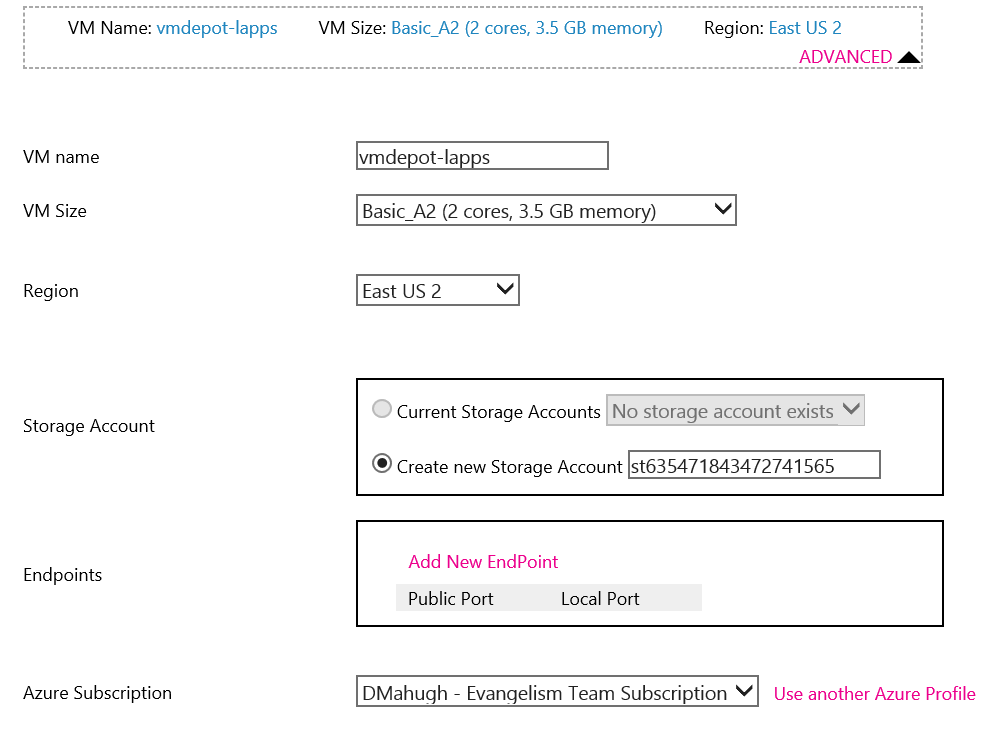 VM Name: vmdepot-lapps VM Size: Basic_A2 (2 cores, 3.5 GB memory) Region: East US 2
ADVANCED
VM name vmdepot-lapps
VM Size Basic_A2 (2 cores, 3.5 GB memory)
Region East US 2
Current Storage Accounts No storage account exists
Storage Account
Create new Storage Account st635471843472741565
Add New EndPoint
Endpoints
Public Port Local Port
Azure Subscription DMahugh - Evangelism Team Subscription Use another Azure Profile